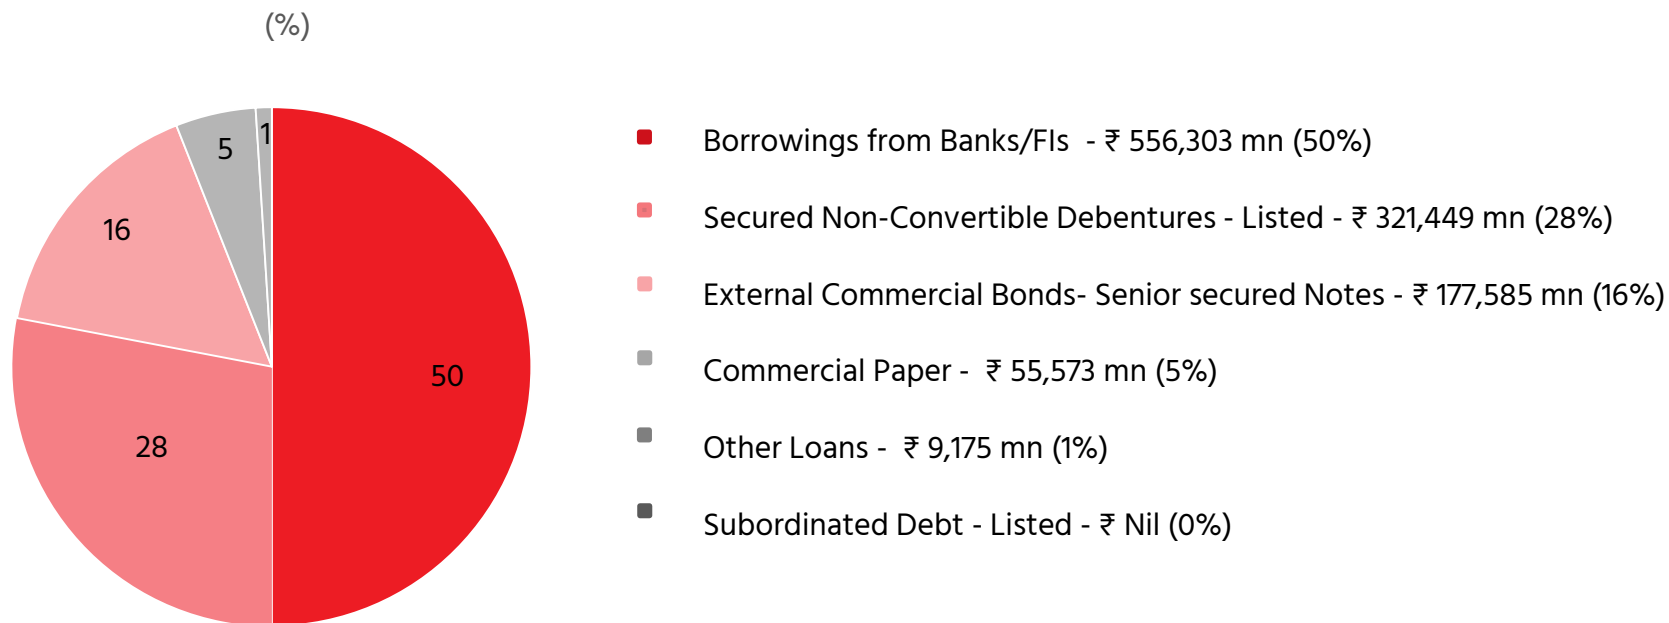 (%)
5
1
16
50
28
Borrowings from Banks/FIs - ₹ 556,303 mn (50%)
Secured Non-Convertible Debentures - Listed - ₹ 321,449 mn (28%)
External Commercial Bonds- Senior secured Notes - ₹ 177,585 mn (16%)
Commercial Paper - ₹ 55,573 mn (5%)
Other Loans - ₹ 9,175 mn (1%)
Subordinated Debt - Listed - ₹ Nil (0%)